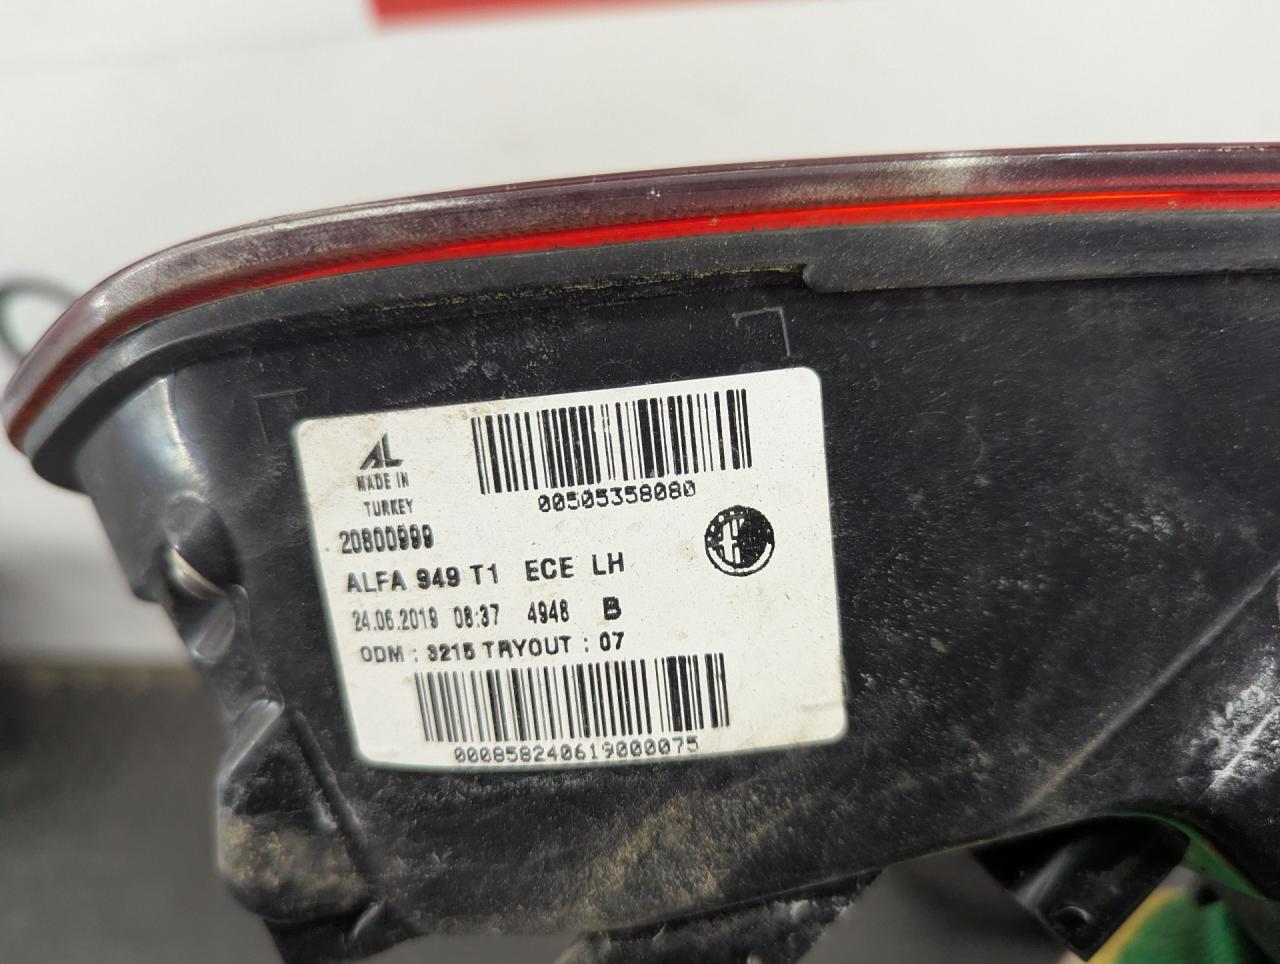 00505358080
AL
MADE IN
TURKEY
20800999
ALFA 949 T1 ECE LH
24.06.2019 08:37 4948 B
ODM : 3215 TRYOUT : 07
000858240619000075